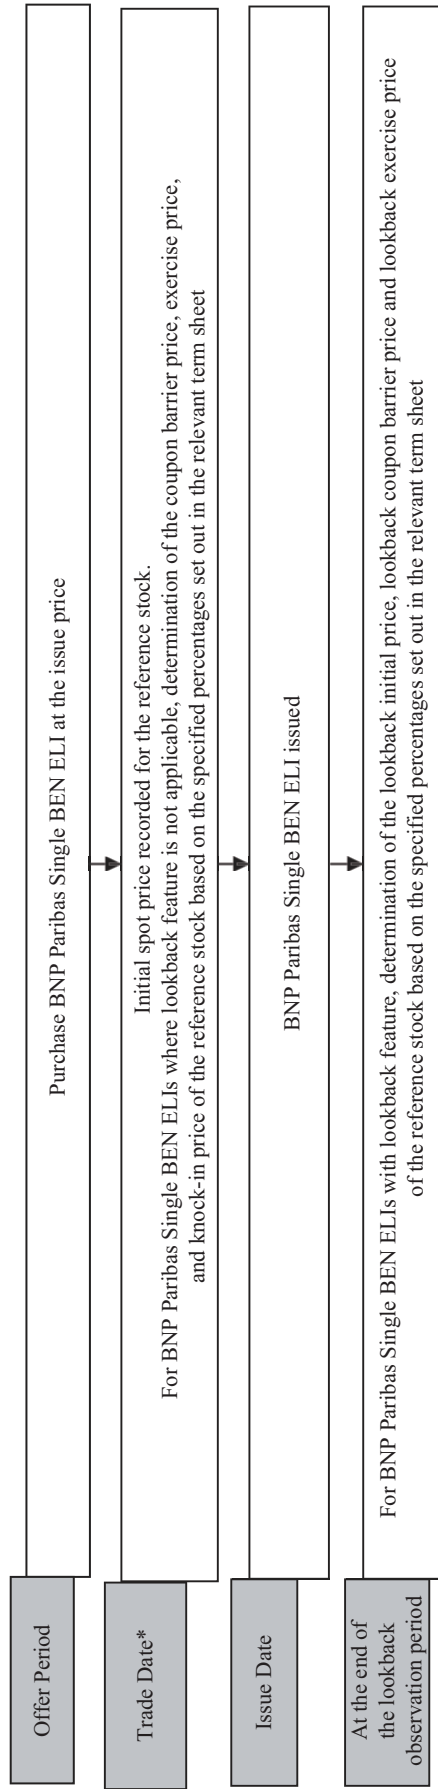 Offer Period
Purchase BNP Paribas Single BEN ELI at the issue price
Trade Date*
Initial spot price recorded for the reference stock.
For BNP Paribas Single BEN ELIs where lookback feature is not applicable, determination of the coupon barrier price, exercise price,
and knock-in price of the reference stock based on the specified percentages set out in the relevant term sheet
Issue Date
BNP Paribas Single BEN ELI issued
At the end of
the lookback
observation period
For BNP Paribas Single BEN ELIs with lookback feature, determination of the lookback initial price, lookback coupon barrier price and lookback exercise price
of the reference stock based on the specified percentages set out in the relevant term sheet